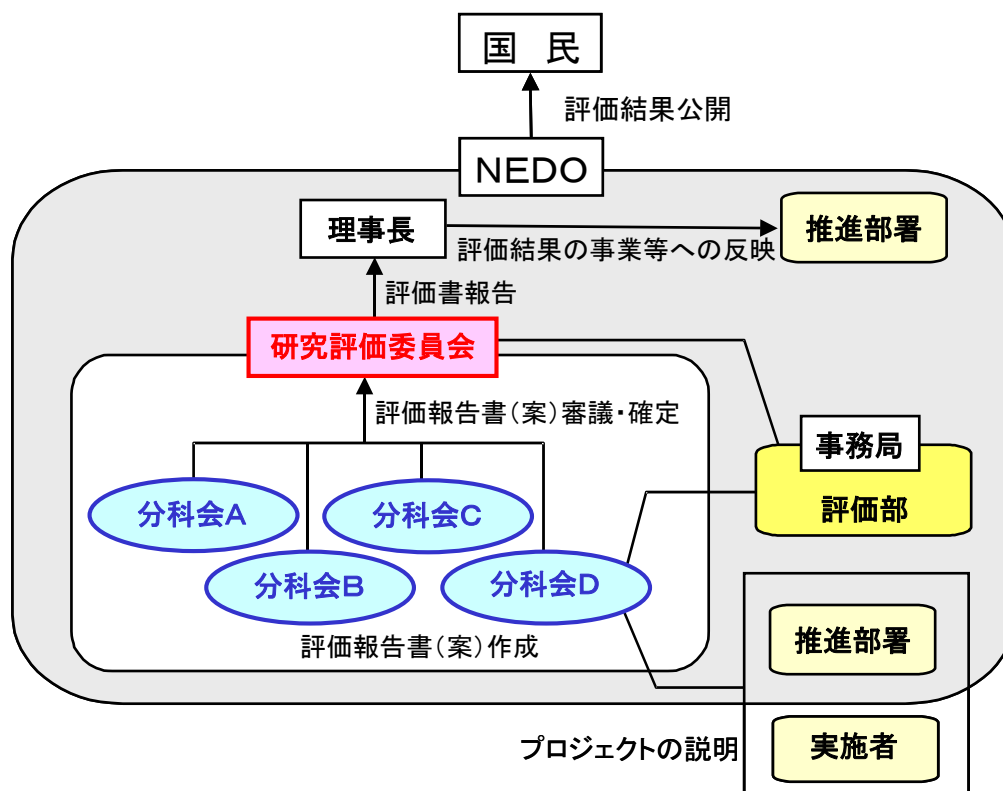 国 民
評価結果公開
NEDO
理事長
推進部署
評価結果の事業等への反映
評価書報告
研究評価委員会
評価報告書(案)審議・確定
事務局
評価部
分科会A
分科会C
分科会B
分科会D
評価報告書(案)作成
推進部署
プロジェクトの説明
実施者